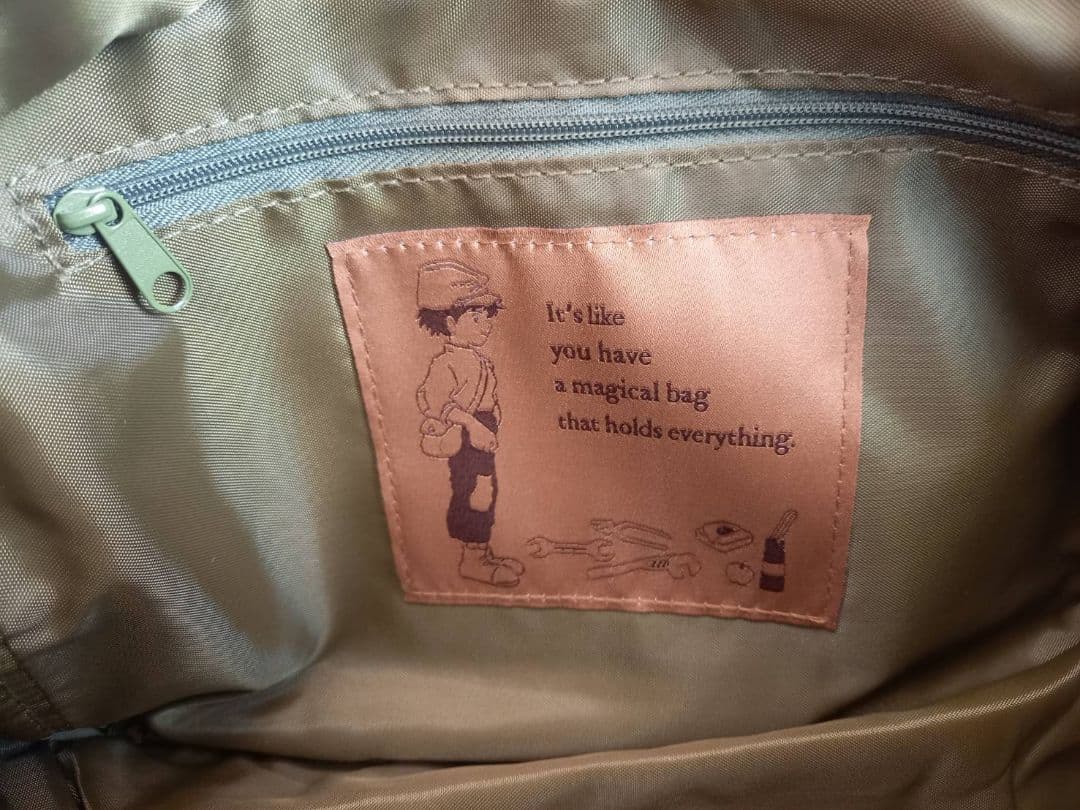 It's like
you have
a magical bag
that holds everything.